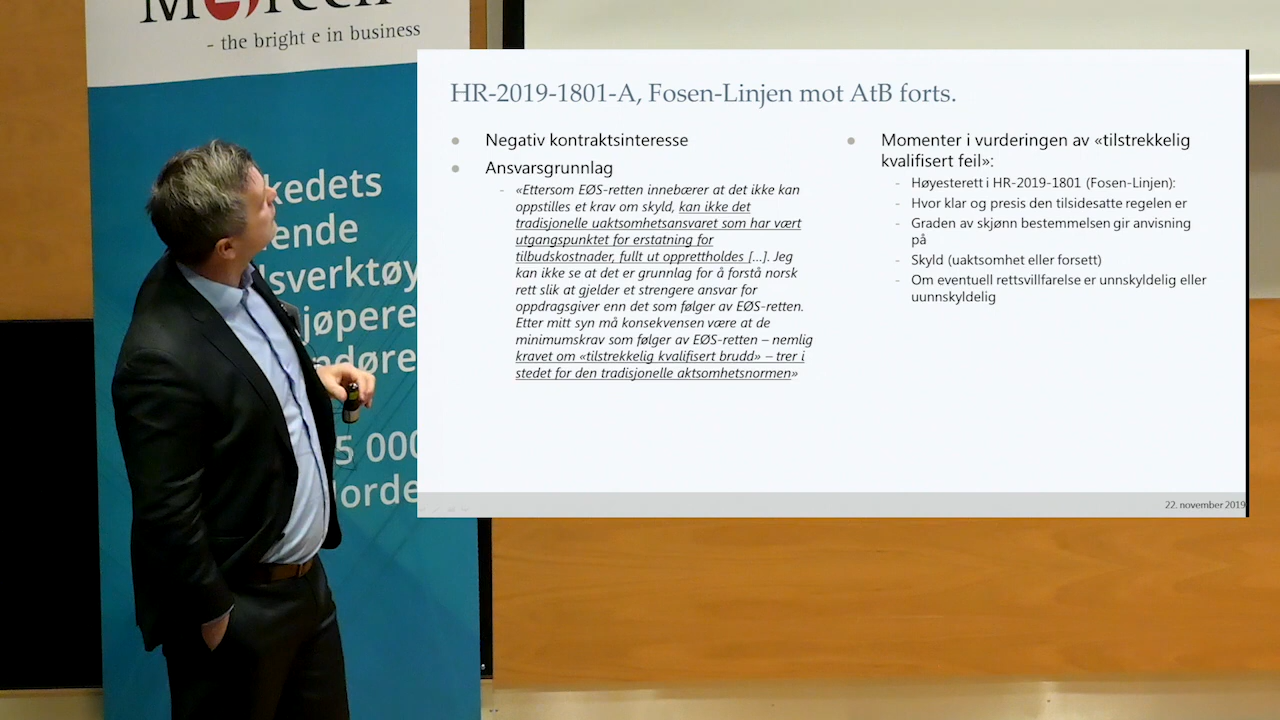 - the bright e in business
kedets
ende
sverktøy
jøpere
ndøre
5 000
jorde
HR-2019-1801-A, Fosen-Linjen mot AtB forts.
Negativ kontraktsinteresse
Ansvarsgrunnlag
- «Ettersom EØS-retten innebærer at det ikke kan
oppstilles et krav om skyld, kan ikke det
tradisjonelle uaktsomhetsansvaret som har vært
utgangspunktet for erstatning for
tilbudskostnader, fullt ut opprettholdes [...]. Jeg
kan ikke se at det er grunnlag for å forstå norsk
rett slik at gjelder et strengere ansvar for
oppdragsgiver enn det som følger av EØS-retten.
Etter mitt syn må konsekvensen være at de
minimumskrav som følger av EØS-retten – nemlig
kravet om «tilstrekkelig kvalifisert brudd» – trer i
stedet for den tradisjonelle aktsomhetsnormen»
Momenter i vurderingen av «tilstrekkelig
kvalifisert feil»:
- Høyesterett i HR-2019-1801 (Fosen-Linjen):
- Hvor klar og presis den tilsidesatte regelen er
- Graden av skjønn bestemmelsen gir anvisning
på
- Skyld (uaktsomhet eller forsett)
- Om eventuell rettsvillfarelse er unnskyldelig eller
uunnskyldelig
22. november 2019